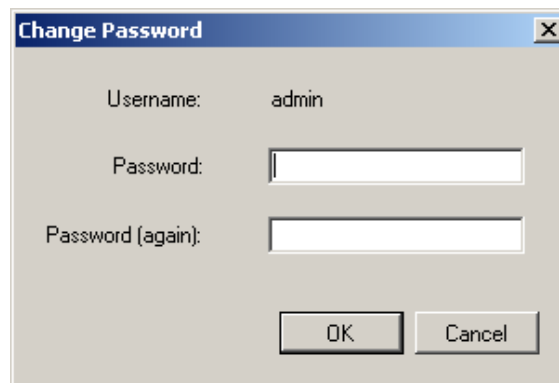 Change Password
Username: admin
Password:
Password (again):
OK Cancel